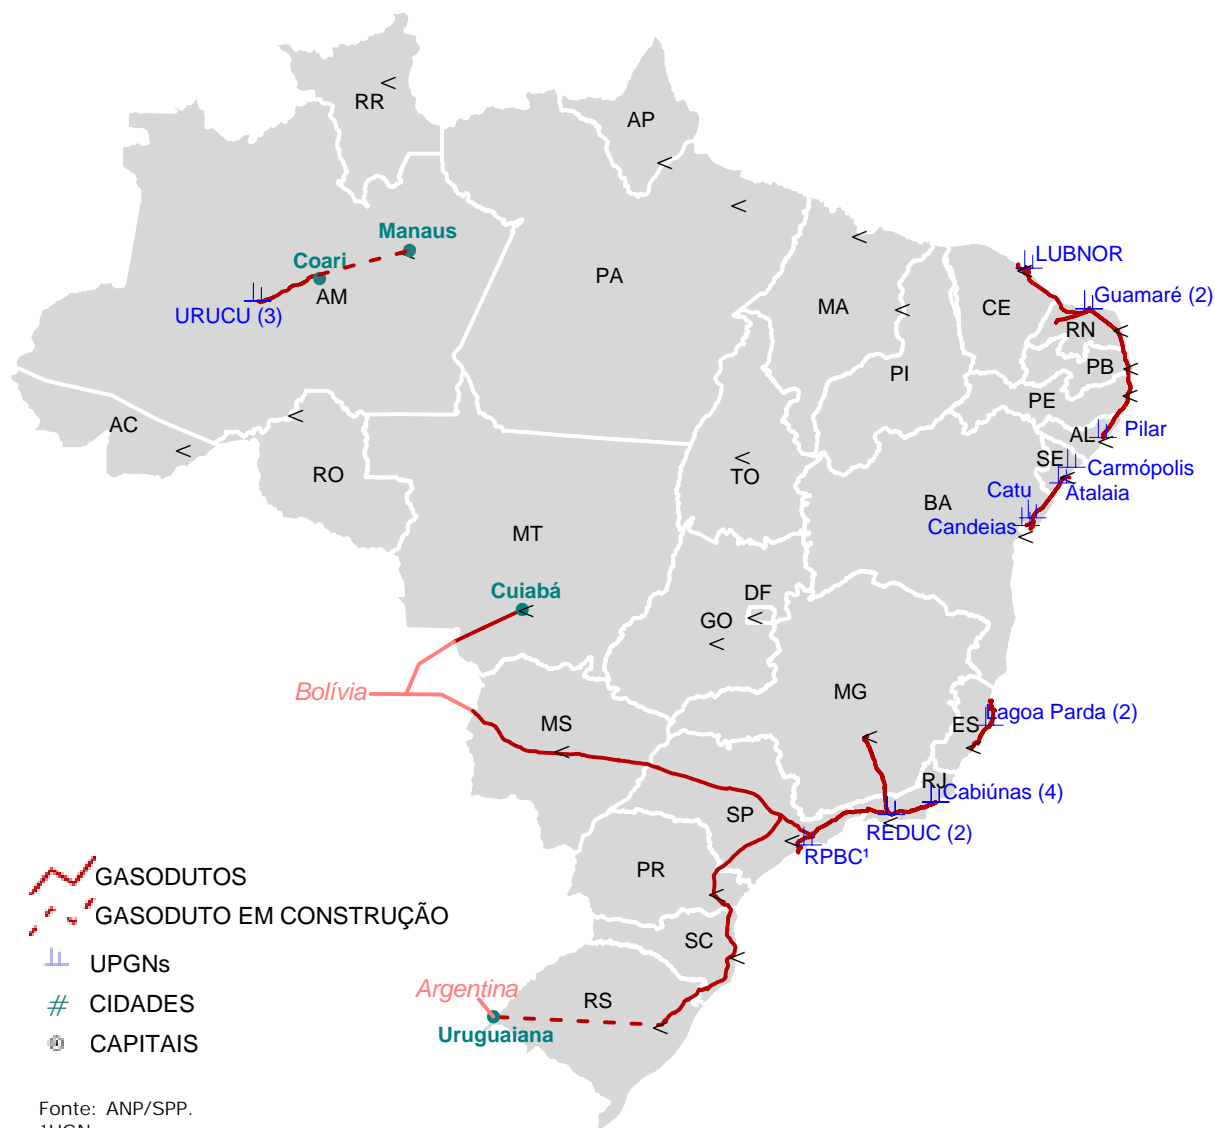 RR
AP
Manaus
Coari
AM
URUCU (3)
PA
MA
PI
CE
LUBNOR
Guamaré (2)
RN
PB
PE
AL
Pilar
SE
Carmópolis
Atalaia
Catu
Candeias
BA
AC
RO
TO
MT
Cuiabá
DF
GO
Bolívia
MS
MG
ES
Lagoa Parda (2)
RJ
Cabiúnas (4)
REDUC (2)
SP
RPBC¹
PR
SC
Argentina
RS
Uruguaiana
GASODUTOS
GASODUTO EM CONSTRUÇÃO
UPGNs
CIDADES
CAPITAIS
Fonte: ANP/SPP.